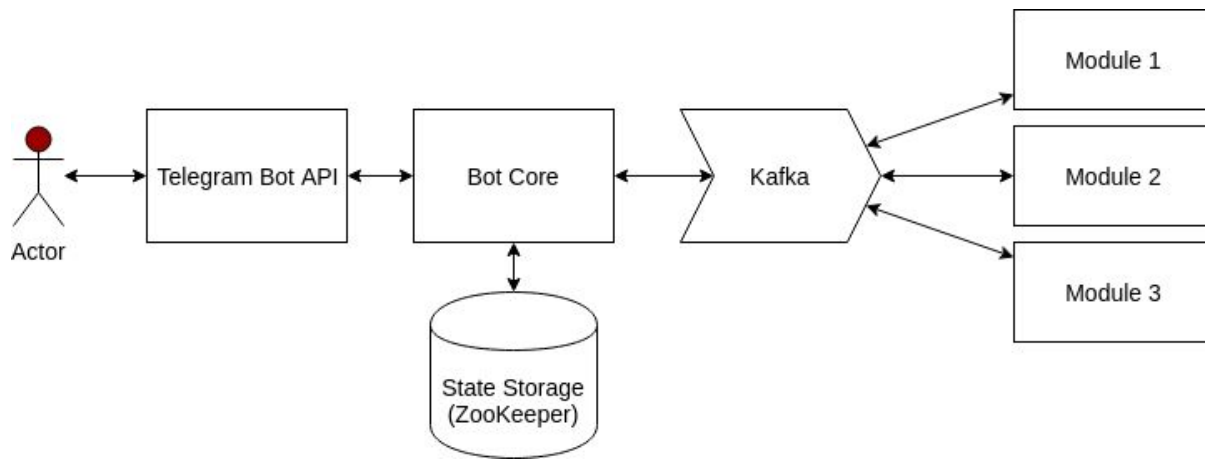 Actor
Telegram Bot API
Bot Core
State Storage
(ZooKeeper)
Kafka
Module 1
Module 2
Module 3